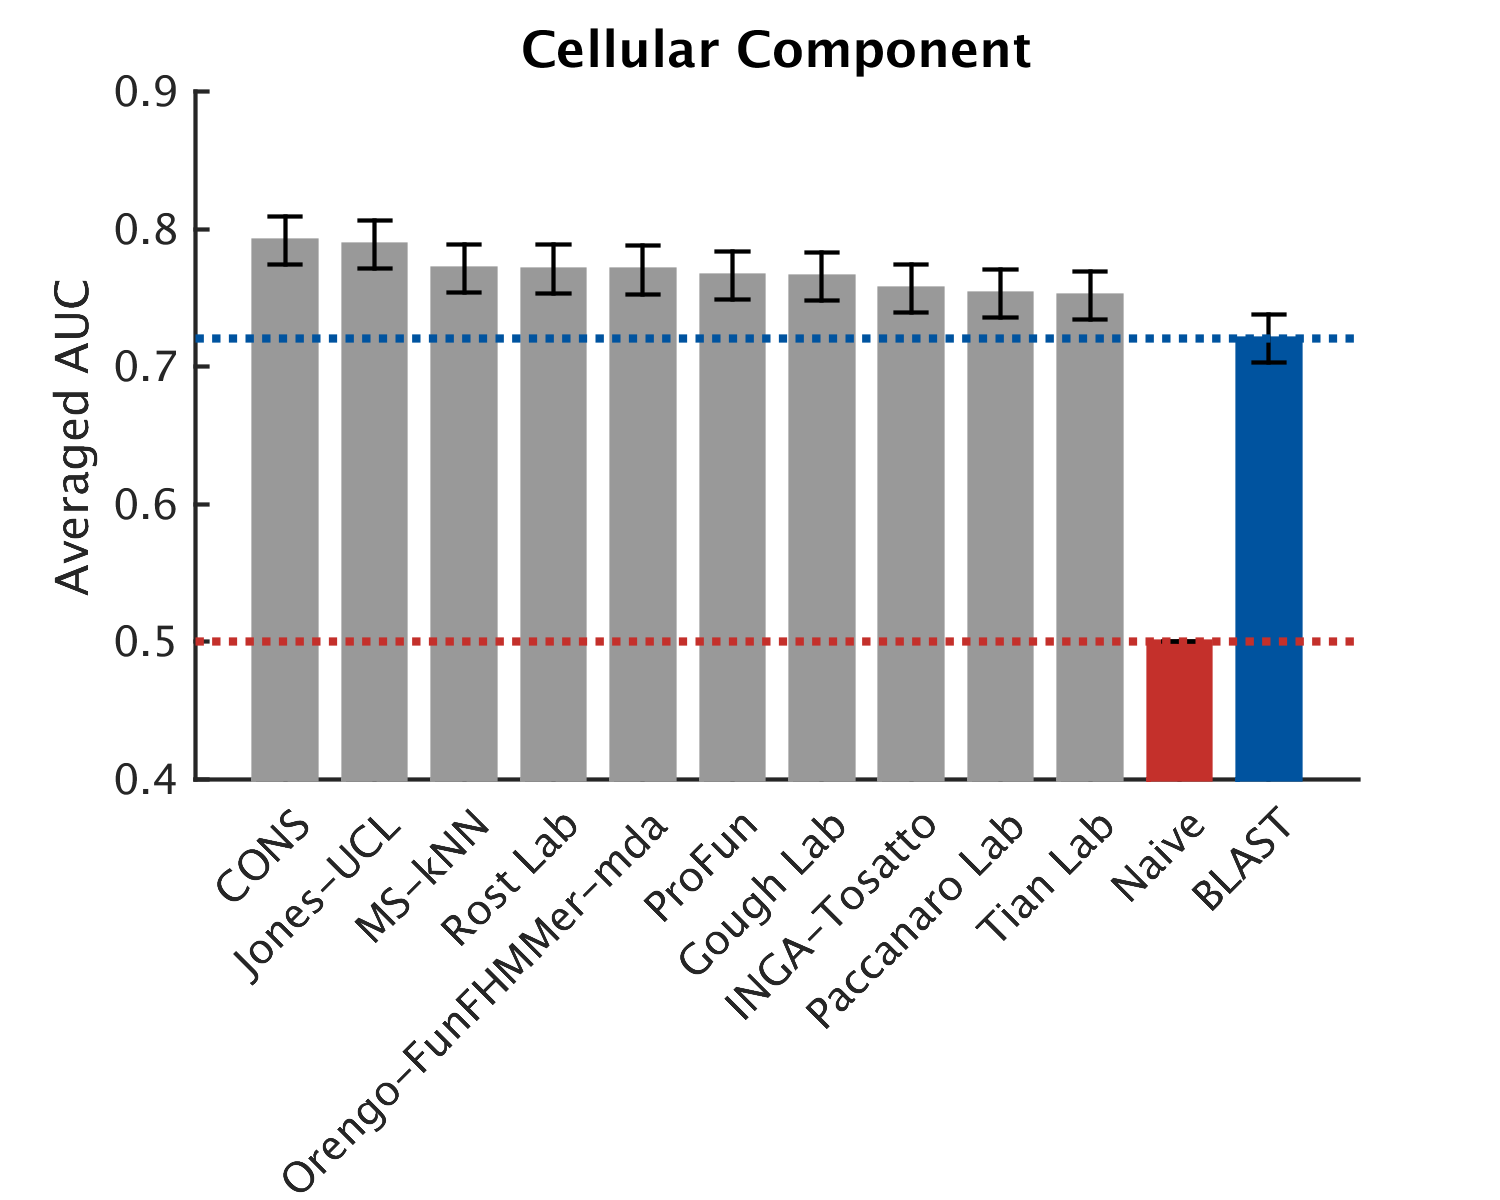 Cellular Component
Averaged AUC
0.9
0.8
0.7
0.6
0.5
0.4
CONS
Jones-UCL
MS-kNN
Rost Lab
Orengo-FunFHMMer-mda
ProFun
Gough Lab
INGA-Tosatto
Paccanaro Lab
Tian Lab
Naive
BLAST